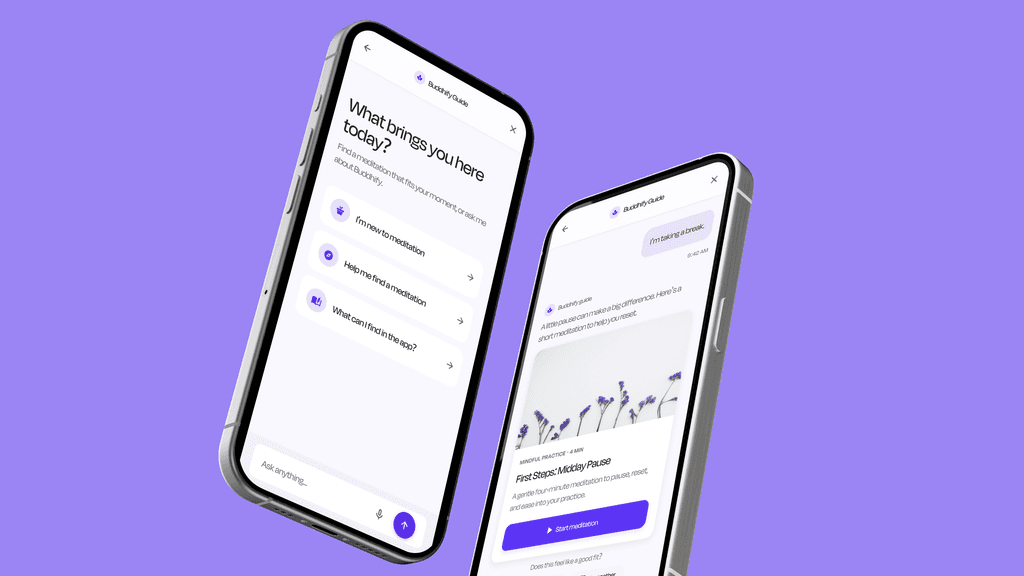 Buddhify Guide
What brings you here
today?
Find a meditation that fits your moment, or ask me
about Buddhify.
I'm new to meditation
Help me find a meditation
What can I find in the app?
Ask anything...
Buddhify Guide
I'm taking a break.
9:42 AM
Buddhify guide
A little pause can make a big difference. Here's a
short meditation to help you reset.
MINDFUL PRACTICE · 4 MIN
First Steps: Midday Pause
A gentle four-minute meditation to pause, reset,
and ease into your practice.
Start meditation
Does this feel like a good fit?